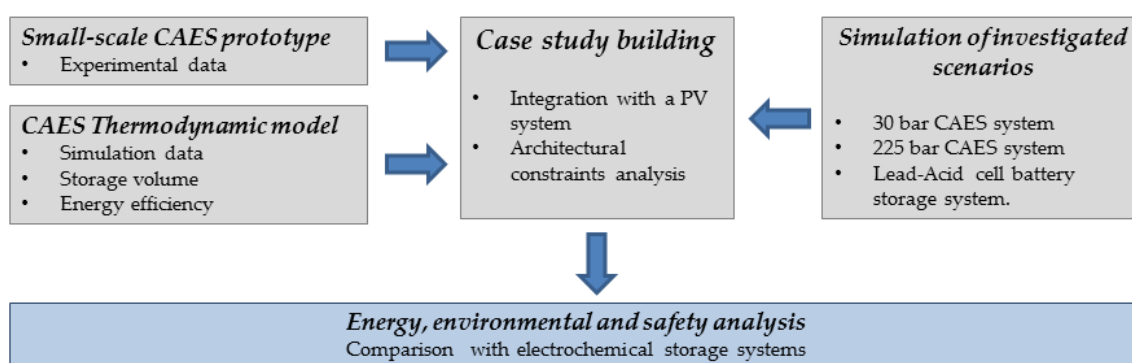 Small-scale CAES prototype
• Experimental data
CAES Thermodynamic model
• Simulation data
• Storage volume
• Energy efficiency
Case study building
• Integration with a PV
system
• Architectural
constraints analysis
Simulation of investigated
scenarios
• 30 bar CAES system
• 225 bar CAES system
• Lead-Acid cell battery
storage system.
Energy, environmental and safety analysis
Comparison with electrochemical storage systems